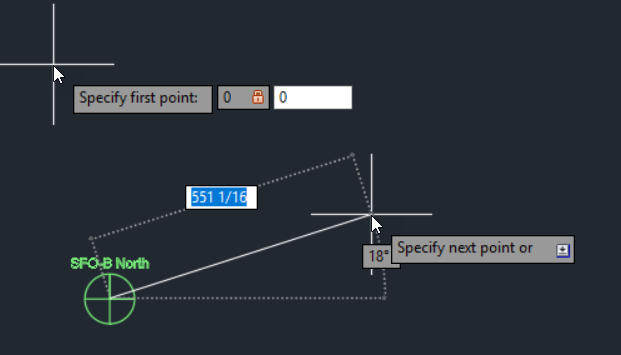 Specify first point: 0 0
551 1/16
18°
Specify next point or
SFO-B North